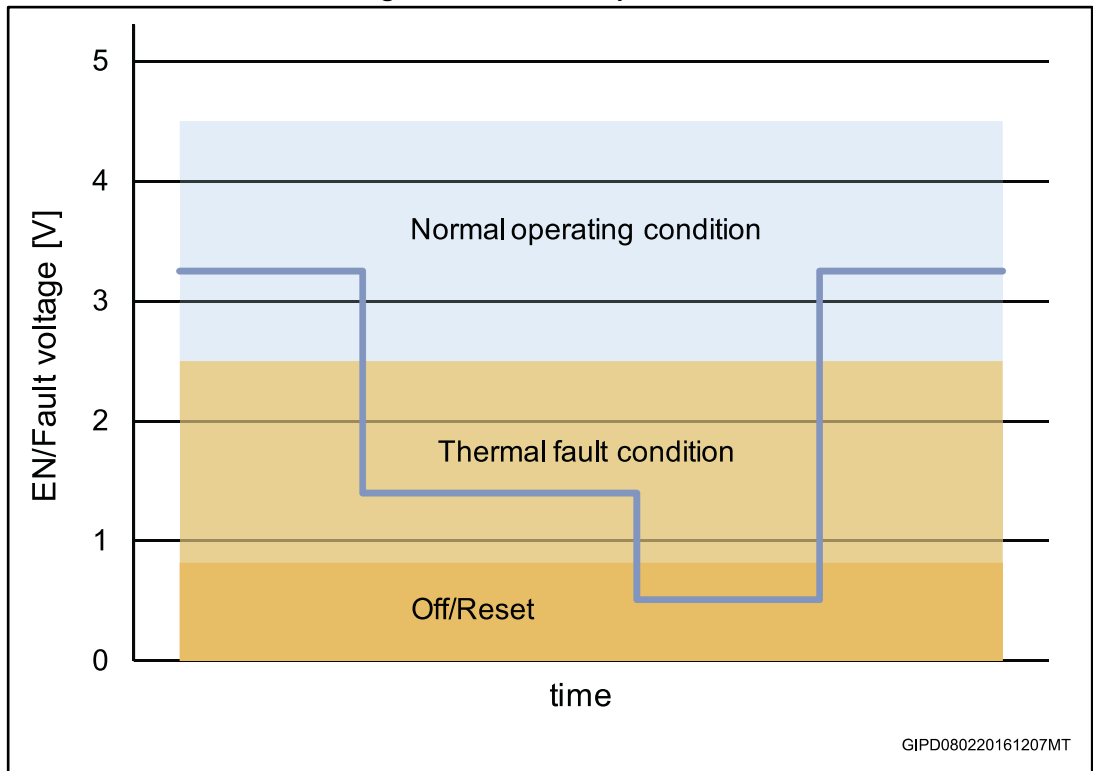 5
4
Normal operating condition
3
EN/Fault voltage [V]
2
Thermal fault condition
1
Off/Reset
0
time
GIPD080220161207MT